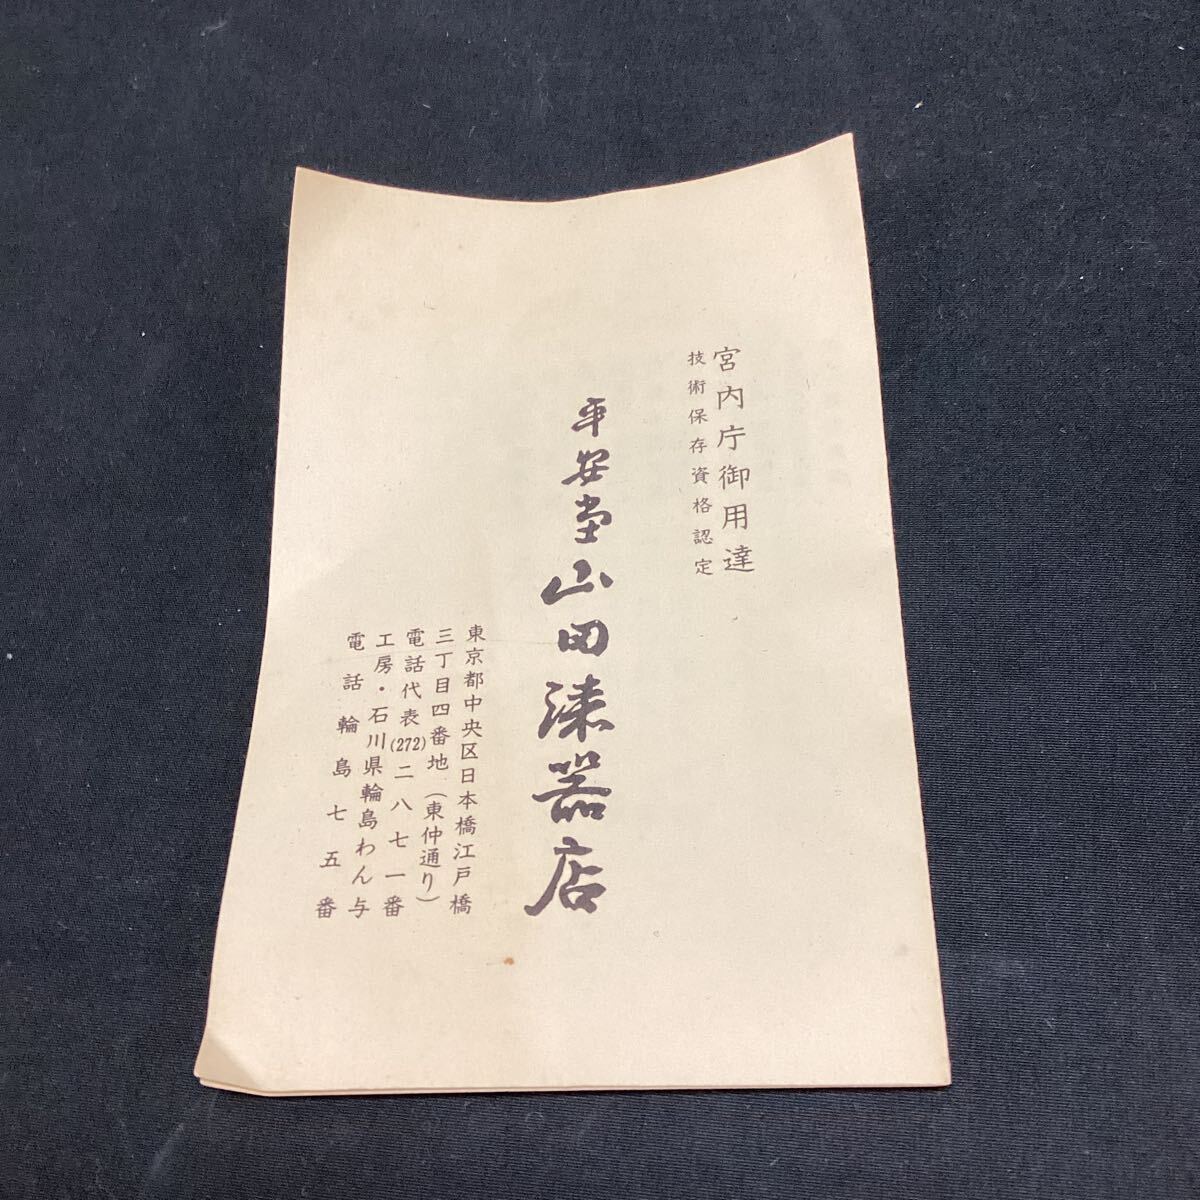 宮内庁御用達
技術保存資格認定
平安堂山田漆器店
東京都中央区日本橋江戸橋
三丁目四番地(東仲通り)
電話代表(272)二八七一番
工房・石川県輪島わん与
電話輪島七五番